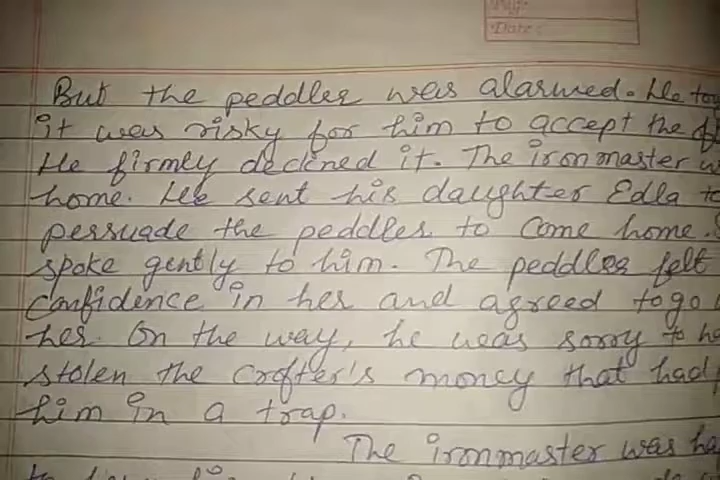 Page:
Date:
But the peddler was alarmed. He
it was risky for him to accept the
He firmly declined it. The ironmaster
home. He sent his daughter Edla to
persuade the peddler to come home.
spoke gently to him. The peddler felt
confidence in her and agreed to go
her. On the way, he was sorry to
stolen the crofter's money that had
him in a trap.
The ironmaster was